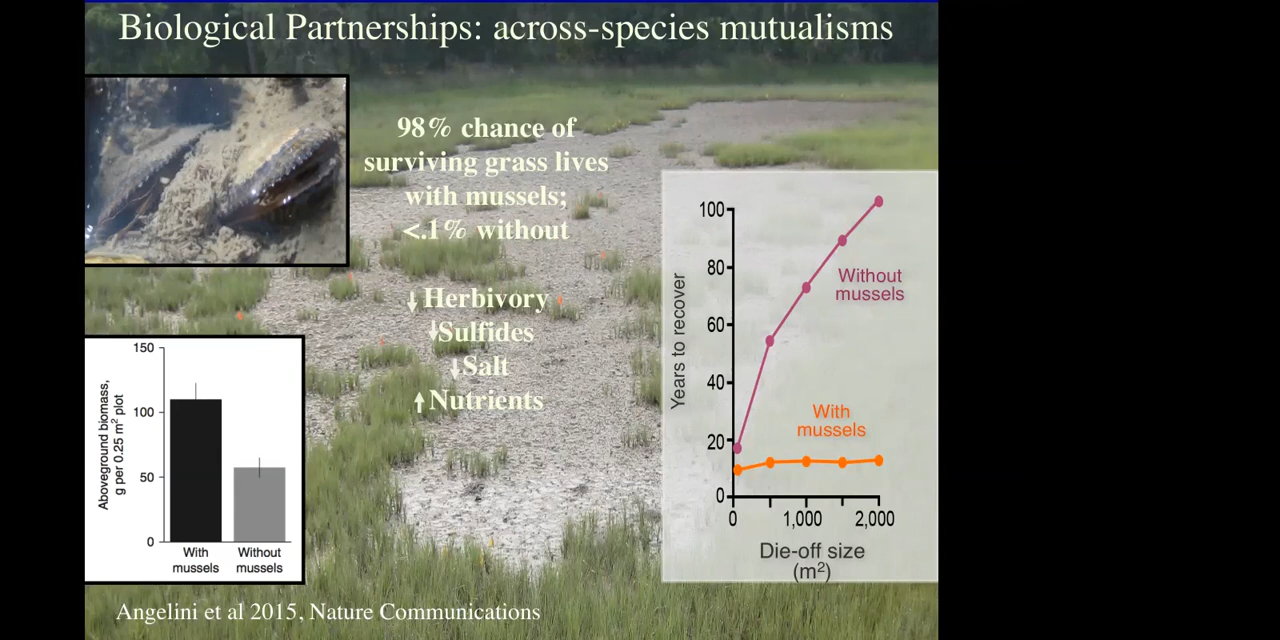 Biological Partnerships: across-species mutualisms
98% chance of
surviving grass lives
with mussels;
<.1% without
↓ Herbivory
↓Sulfides
↓Salt
↑Nutrients
150
100
50
0
Aboveground biomass,
g per 0.25 m² plot
With
mussels
Without
mussels
100
80
60
40
20
0
Years to recover
Without
mussels
With
mussels
0
1,000
2,000
Die-off size
(m²)
Angelini et al 2015, Nature Communications